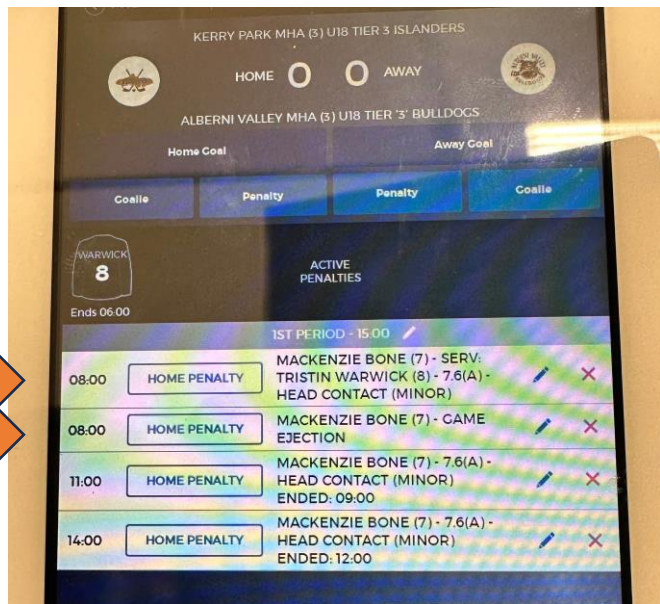 KERRY PARK MHA (3) U18 TIER 3 ISLANDERS
HOME 0 0 AWAY
ALBERNI VALLEY MHA (3) U18 TIER '3' BULLDOGS
Home Goal Away Goal
Goalie Penalty Penalty Goalie
WARWICK
8
ACTIVE
PENALTIES
Ends 06:00
1ST PERIOD - 15:00
MACKENZIE BONE (7) - SERV:
08:00 HOME PENALTY TRISTIN WARWICK (8) - 7.6(A) -
HEAD CONTACT (MINOR)
08:00 HOME PENALTY MACKENZIE BONE (7) - GAME
EJECTION
MACKENZIE BONE (7) - 7.6(A) -
11:00 HOME PENALTY HEAD CONTACT (MINOR)
ENDED: 09:00
MACKENZIE BONE (7) - 7.6(A) -
14:00 HOME PENALTY HEAD CONTACT (MINOR)
ENDED: 12:00